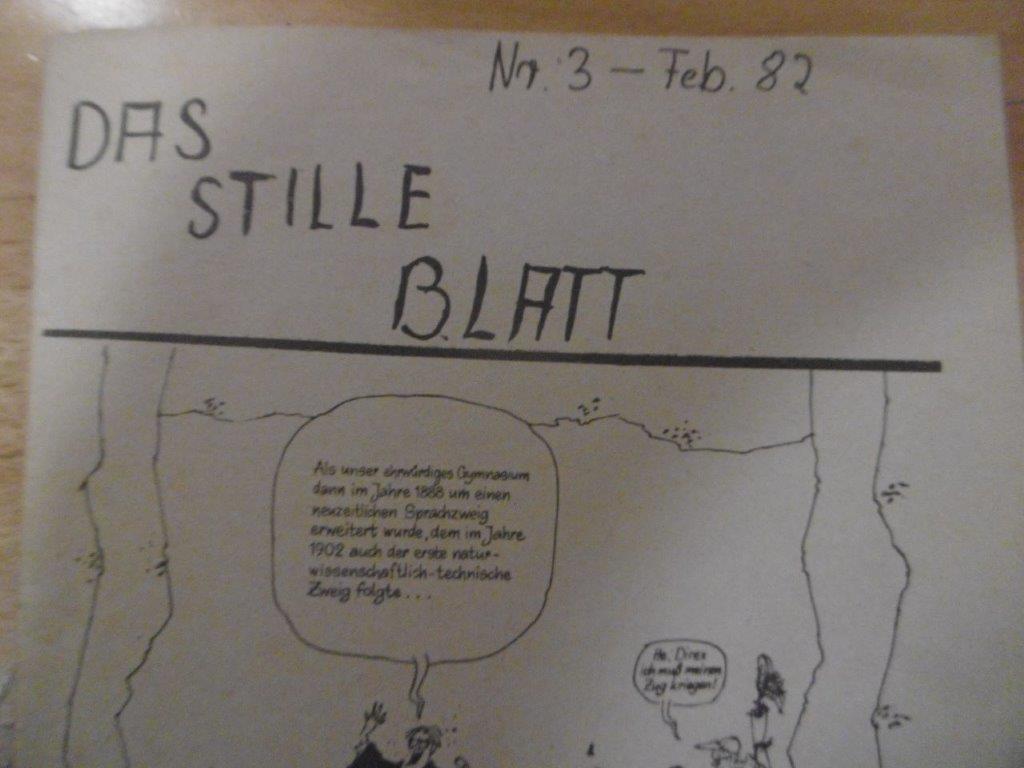 Nr. 3 - Feb. 82
DAS
STILLE
BLATT
Als unser ehrwürdiges Gymnasium
dann im Jahre 1888 um einen
neuzeitlichen Sprachzweig
erweitert wurde, dem im Jahre
1902 auch der erste natur-
wissenschaftlich-technische
Zweig folgte...
He, Direx
ich muß meinen
Zug kriegen!